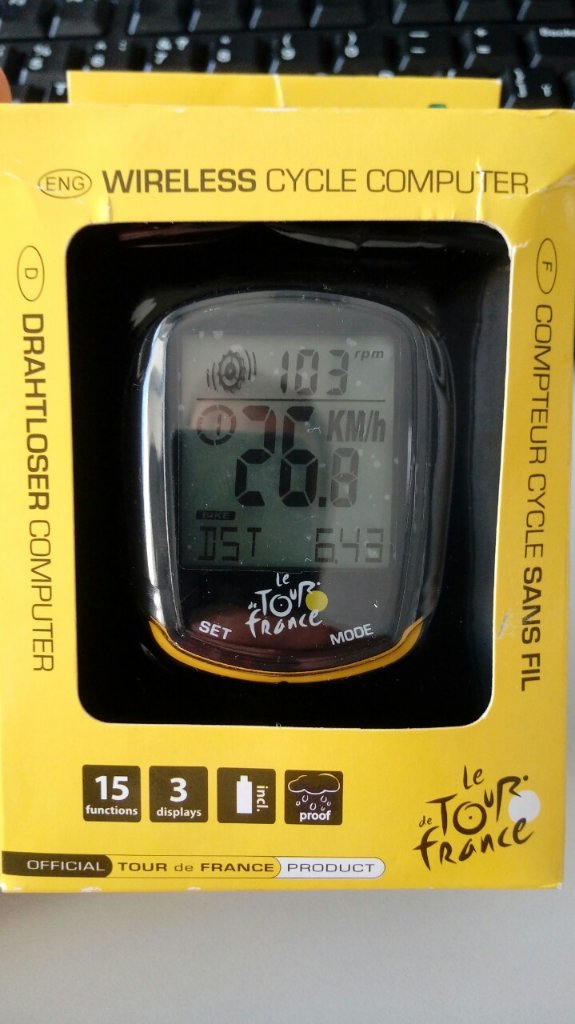 ENG WIRELESS CYCLE COMPUTER
D DRAHTLOSER COMPUTER
F COMPTEUR CYCLE SANS FIL
103 rpm
26.8 KM/h
BIKE
DST 6.43
le
TOUR
de
france
SET MODE
15
functions
3
displays
incl.
proof
le
de TOUR
france
OFFICIAL TOUR de FRANCE PRODUCT